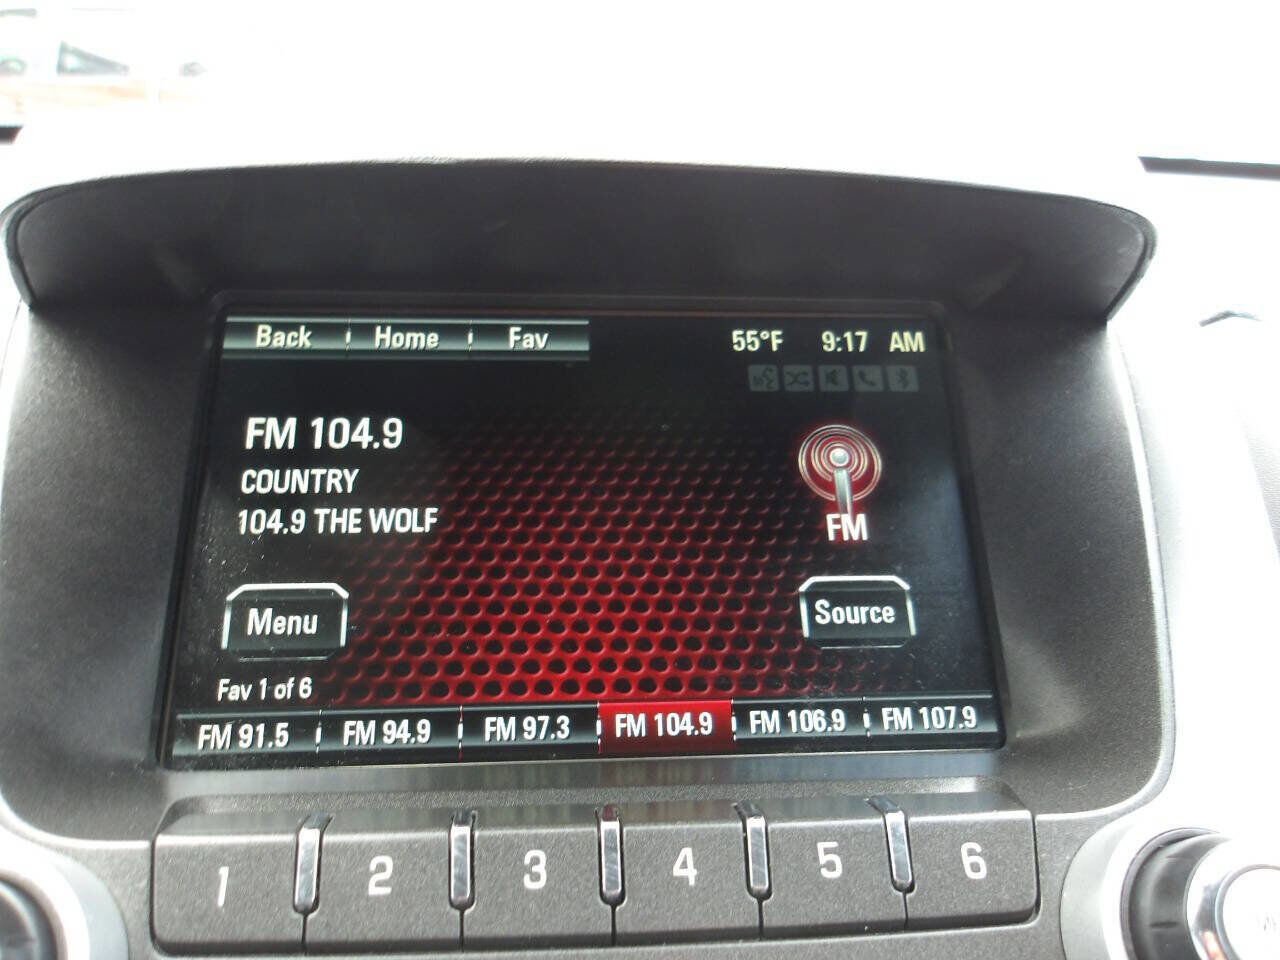 Back Home Fav 55°F 9:17 AM
FM 104.9
COUNTRY
104.9 THE WOLF
FM
Menu Source
Fav 1 of 6
FM 91.5 FM 94.9 FM 97.3 FM 104.9 FM 106.9 FM 107.9
1 2 3 4 5 6